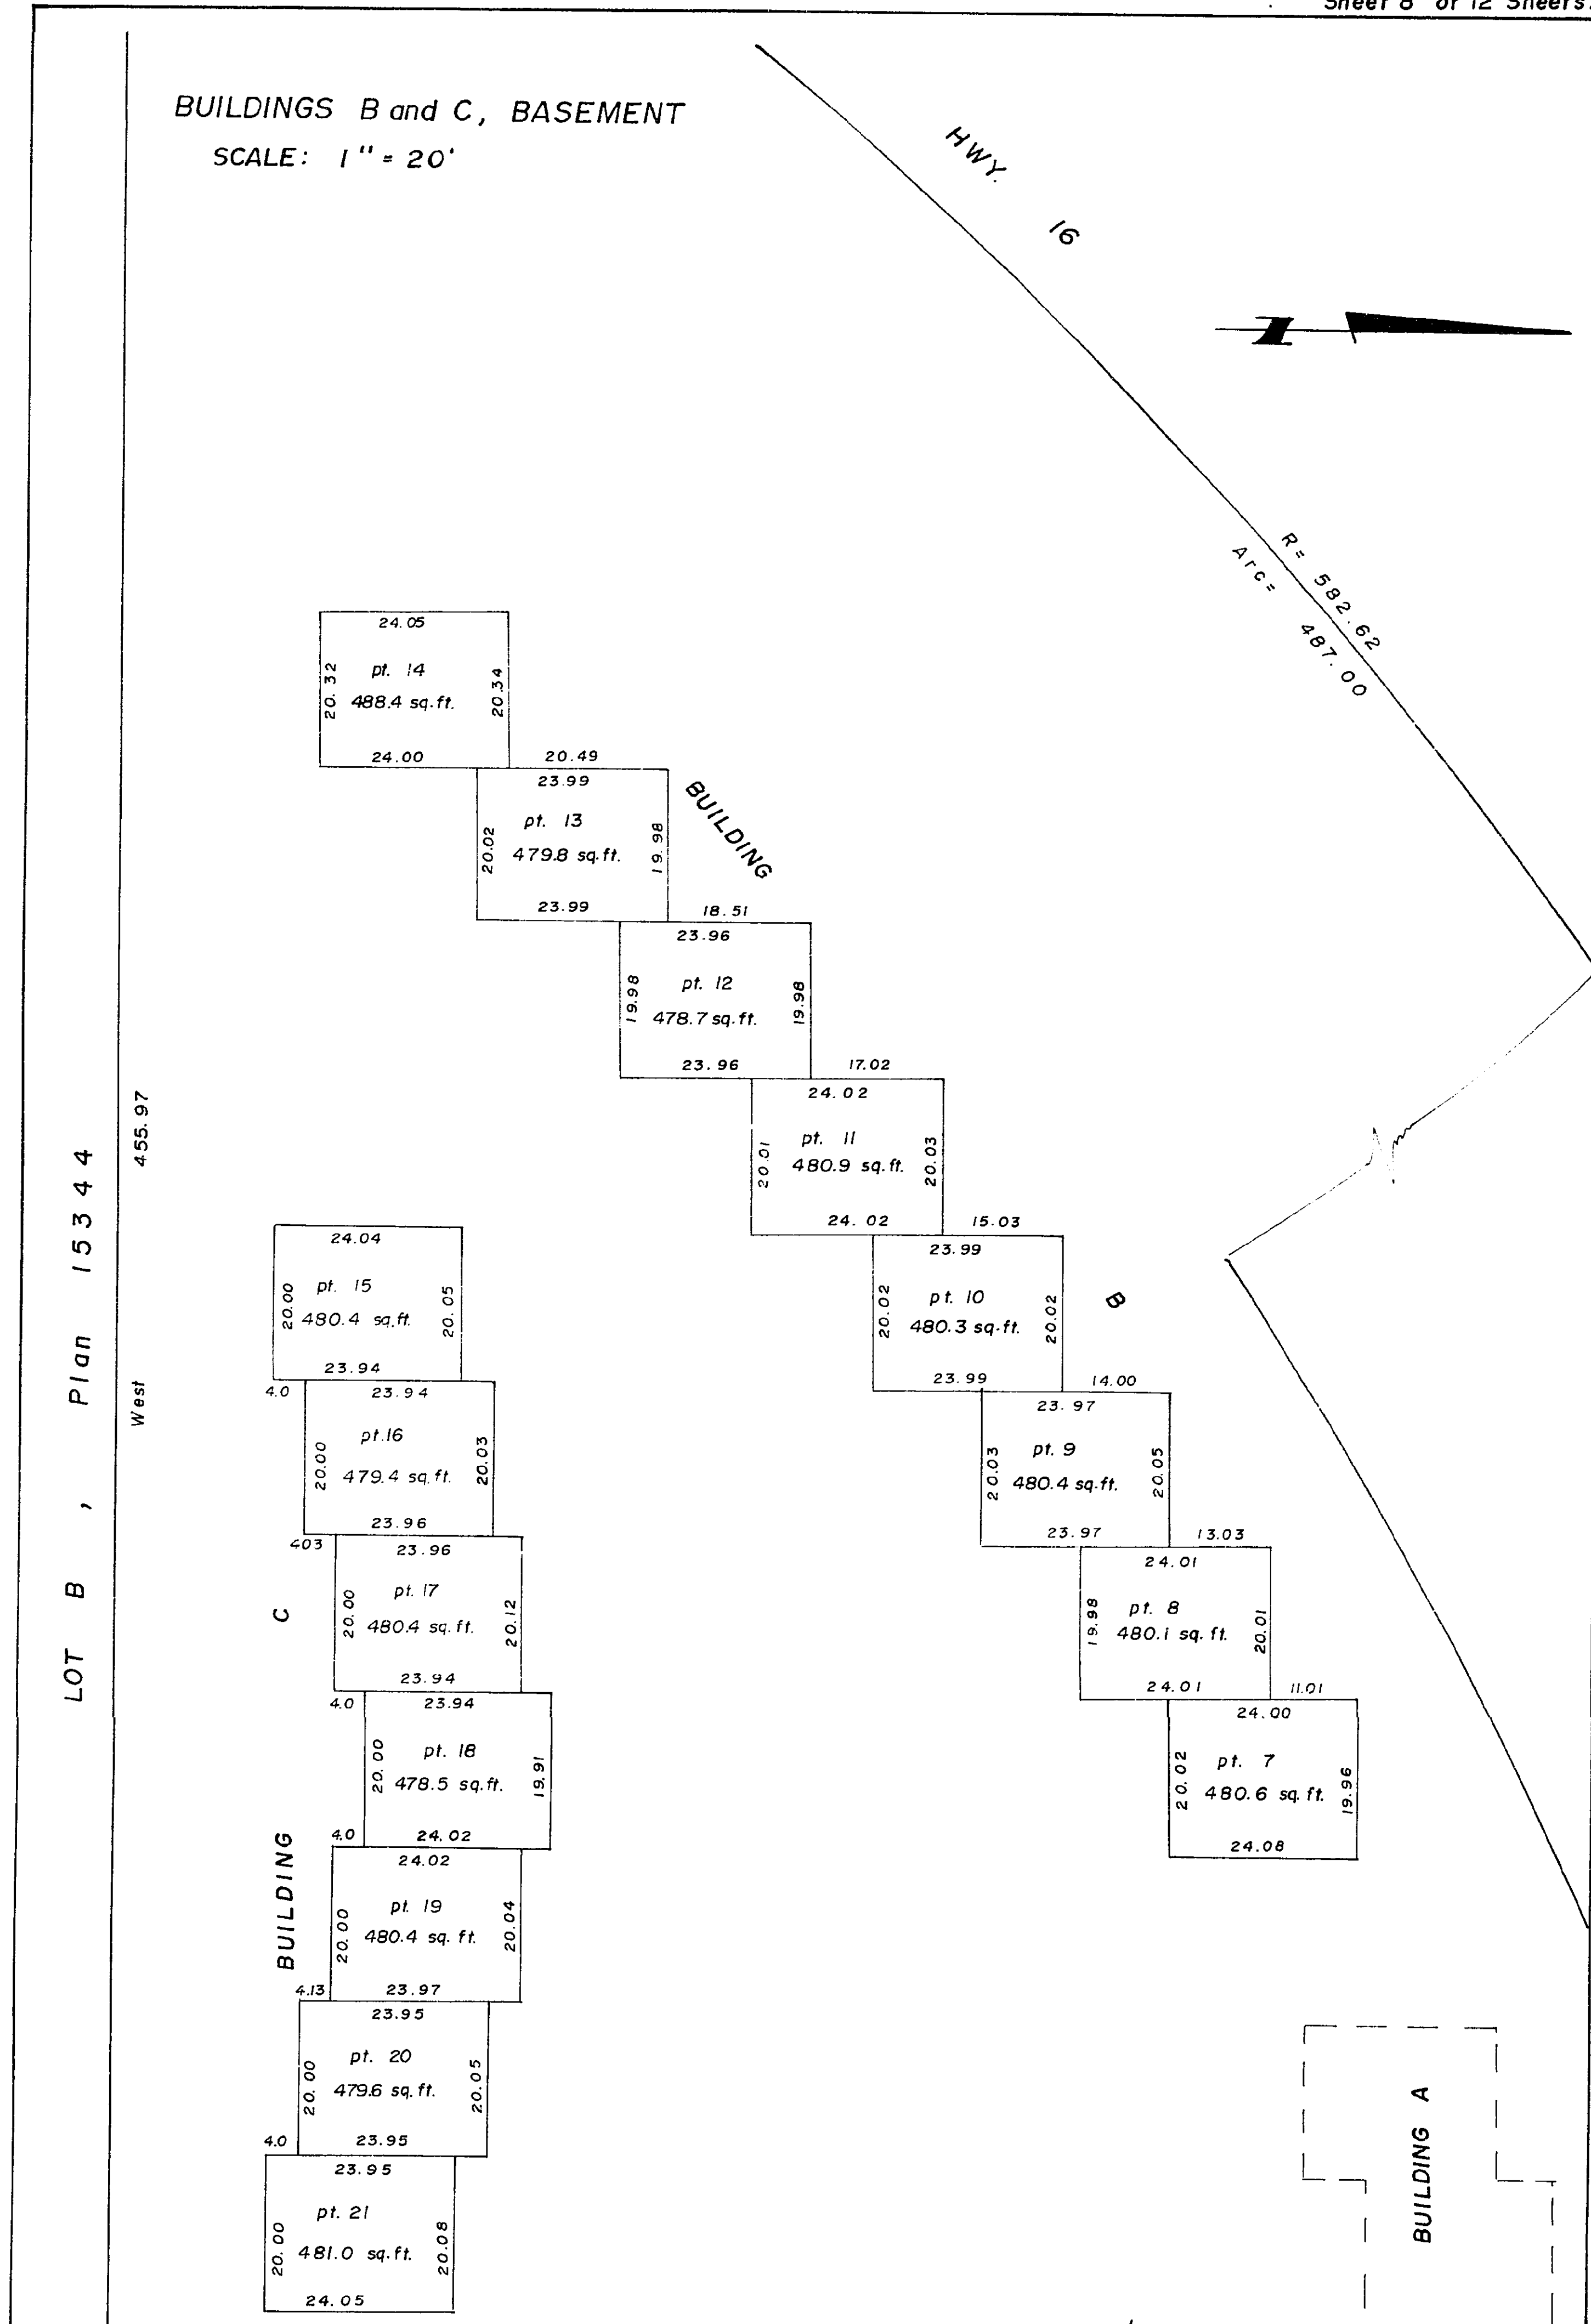 Sheet 8 of 12 Sheets.
BUILDINGS B and C, BASEMENT
SCALE: 1" = 20'
HWY. 16
R = 582.62
Arc = 487.00
24.05
20.32
pt. 14
488.4 sq.ft.
20.34
24.00
20.49
23.99
20.02
pt. 13
479.8 sq.ft.
19.98
23.99
BUILDING
18.51
23.96
19.98
pt. 12
478.7 sq.ft.
19.98
23.96
17.02
24.02
20.01
pt. 11
480.9 sq.ft.
20.03
24.02
15.03
23.99
20.02
pt. 10
480.3 sq.ft.
20.02
23.99
B
14.00
23.97
20.03
pt. 9
480.4 sq.ft.
20.05
23.97
13.03
24.01
19.98
pt. 8
480.1 sq.ft.
20.01
24.01
11.01
24.00
20.02
pt. 7
480.6 sq.ft.
19.96
24.08
LOT B , Plan 15344
455.97
West
24.04
20.00
pt. 15
480.4 sq.ft.
20.05
23.94
4.0
23.94
20.00
pt.16
479.4 sq.ft.
20.03
23.96
403
23.96
20.00
pt. 17
480.4 sq.ft.
20.12
23.94
C
4.0
23.94
20.00
pt. 18
478.5 sq.ft.
19.91
4.0
24.02
BUILDING
24.02
20.00
pt. 19
480.4 sq. ft.
20.04
4.13
23.97
23.95
20.00
pt. 20
479.6 sq.ft.
20.05
4.0
23.95
23.95
20.00
pt. 21
481.0 sq.ft.
20.08
24.05
BUILDING A